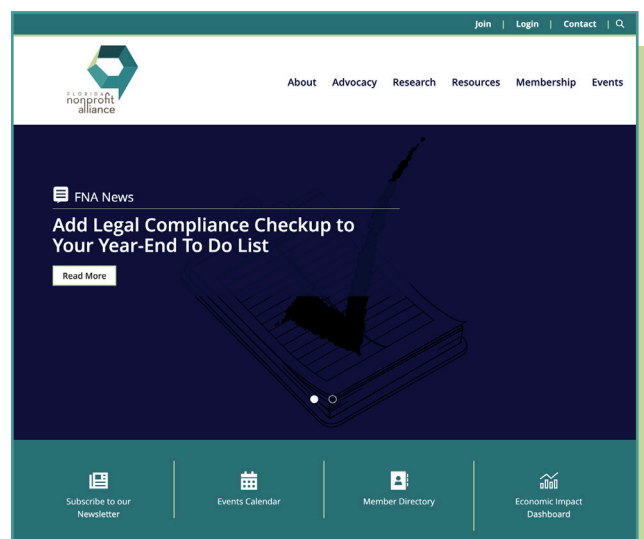 Join | Login | Contact |
FLORIDA
nonprofit
alliance
About Advocacy Research Resources Membership Events
FNA News
Add Legal Compliance Checkup to
Your Year-End To Do List
Read More
Subscribe to our
Newsletter
Events Calendar
Member Directory
Economic Impact
Dashboard